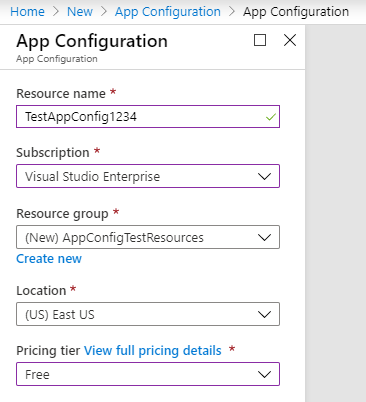 Home > New > App Configuration > App Configuration
App Configuration
App Configuration
Resource name *
TestAppConfig1234
Subscription *
Visual Studio Enterprise
Resource group *
(New) AppConfigTestResources
Create new
Location *
(US) East US
Pricing tier View full pricing details *
Free